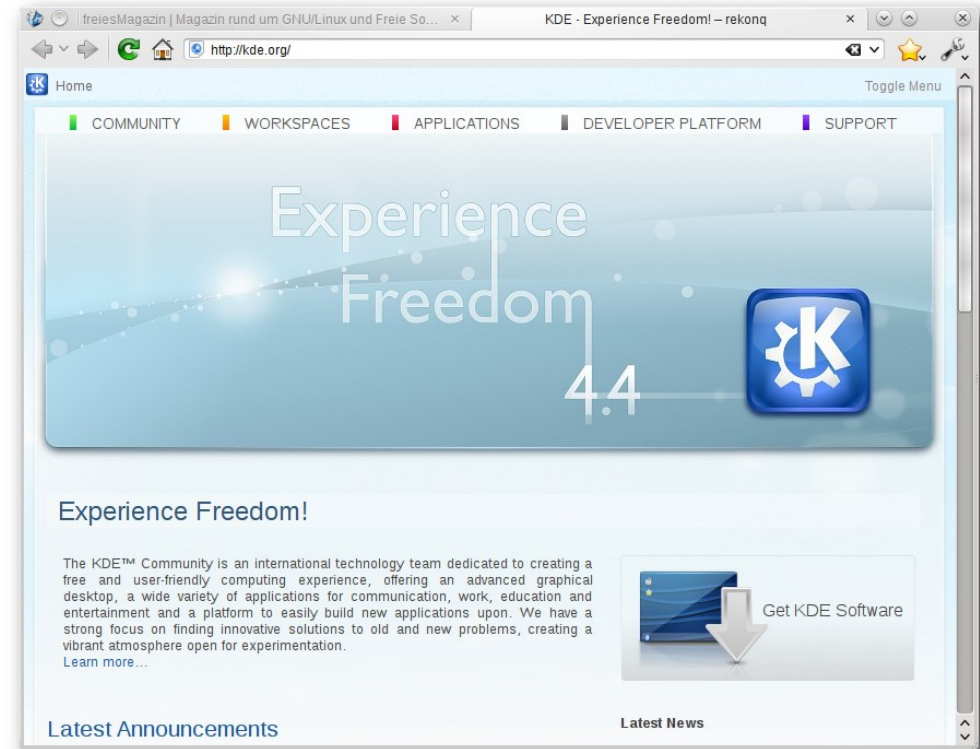 freiesMagazin | Magazin rund um GNU/Linux und Freie So...
KDE - Experience Freedom! – rekonq
http://kde.org/
Home
Toggle Menu
COMMUNITY WORKSPACES APPLICATIONS DEVELOPER PLATFORM SUPPORT
Experience
Freedom
4.4
K
Experience Freedom!
The KDE™ Community is an international technology team dedicated to creating a
free and user-friendly computing experience, offering an advanced graphical
desktop, a wide variety of applications for communication, work, education and
entertainment and a platform to easily build new applications upon. We have a
strong focus on finding innovative solutions to old and new problems, creating a
vibrant atmosphere open for experimentation.
Learn more...
Get KDE Software
Latest Announcements
Latest News